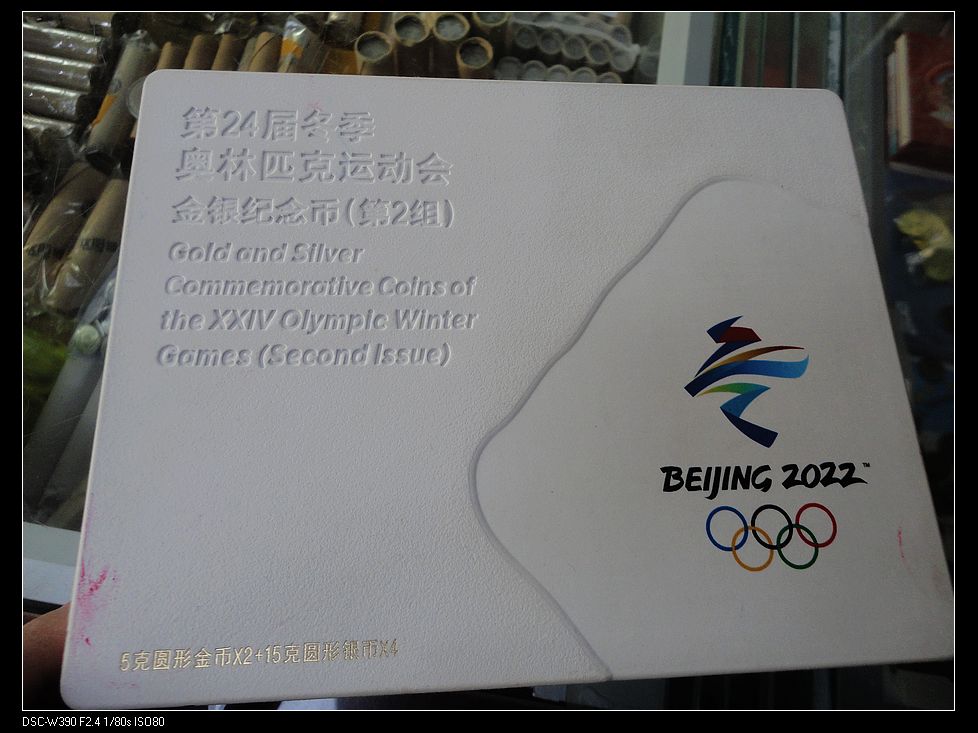 第24届冬季
奥林匹克运动会
金银纪念币(第2组)
Gold and Silver
Commemorative Coins of
the XXIV Olympic Winter
Games (Second Issue)
BEIJING 2022™
5克圆形金币X2+15克圆形银币X4
DSC-W390 F2.4 1/80s ISO80